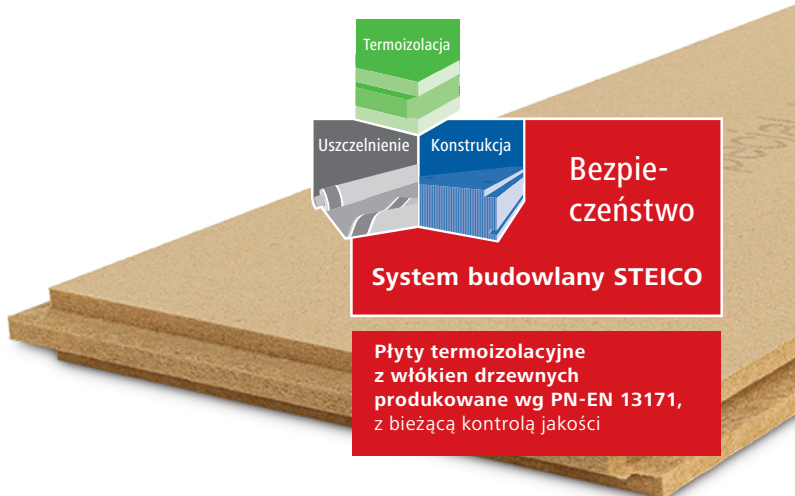 Termoizolacja
Uszczelnienie
Konstrukcja
Bezpie-
czeństwo
System budowlany STEICO
Płyty termoizolacyjne
z włókien drzewnych
produkowane wg PN-EN 13171,
z bieżącą kontrolą jakości